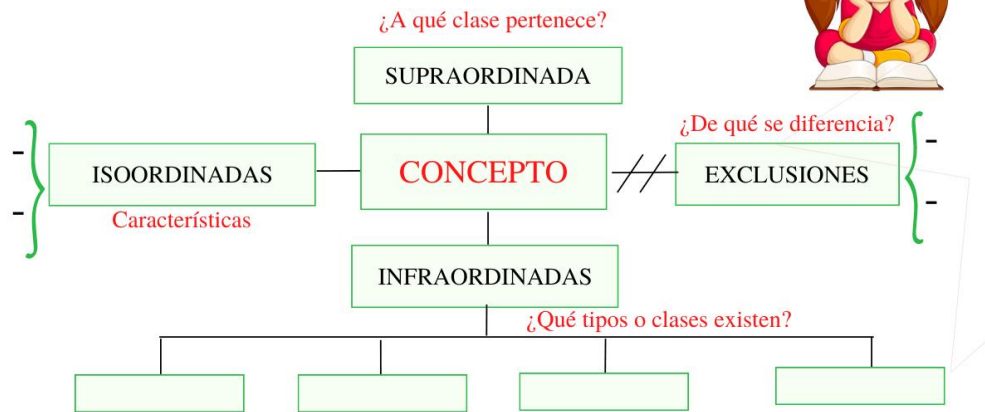 ¿A qué clase pertenece?
SUPRAORDINADA
¿De qué se diferencia?
-
-
ISOORDINADAS
CONCEPTO
EXCLUSIONES
-
-
Características
INFRAORDINADAS
¿Qué tipos o clases existen?